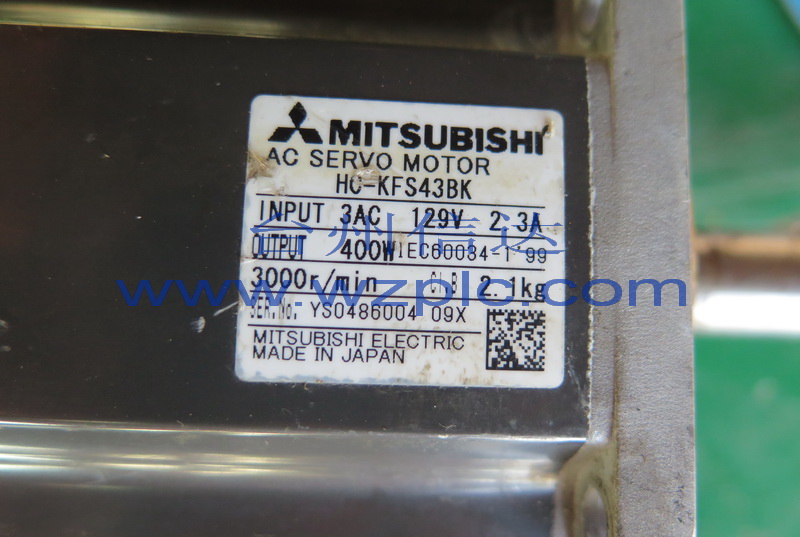 MITSUBISHI
AC SERVO MOTOR
HC-KFS43BK
INPUT 3AC 129V 2.3A
OUTPUT 400W IEC60034-1'99
3000r/min Cl.B 2.1kg
SER.No. YS0486004 09X
MITSUBISHI ELECTRIC
MADE IN JAPAN
台州信达
www.wzplc.com